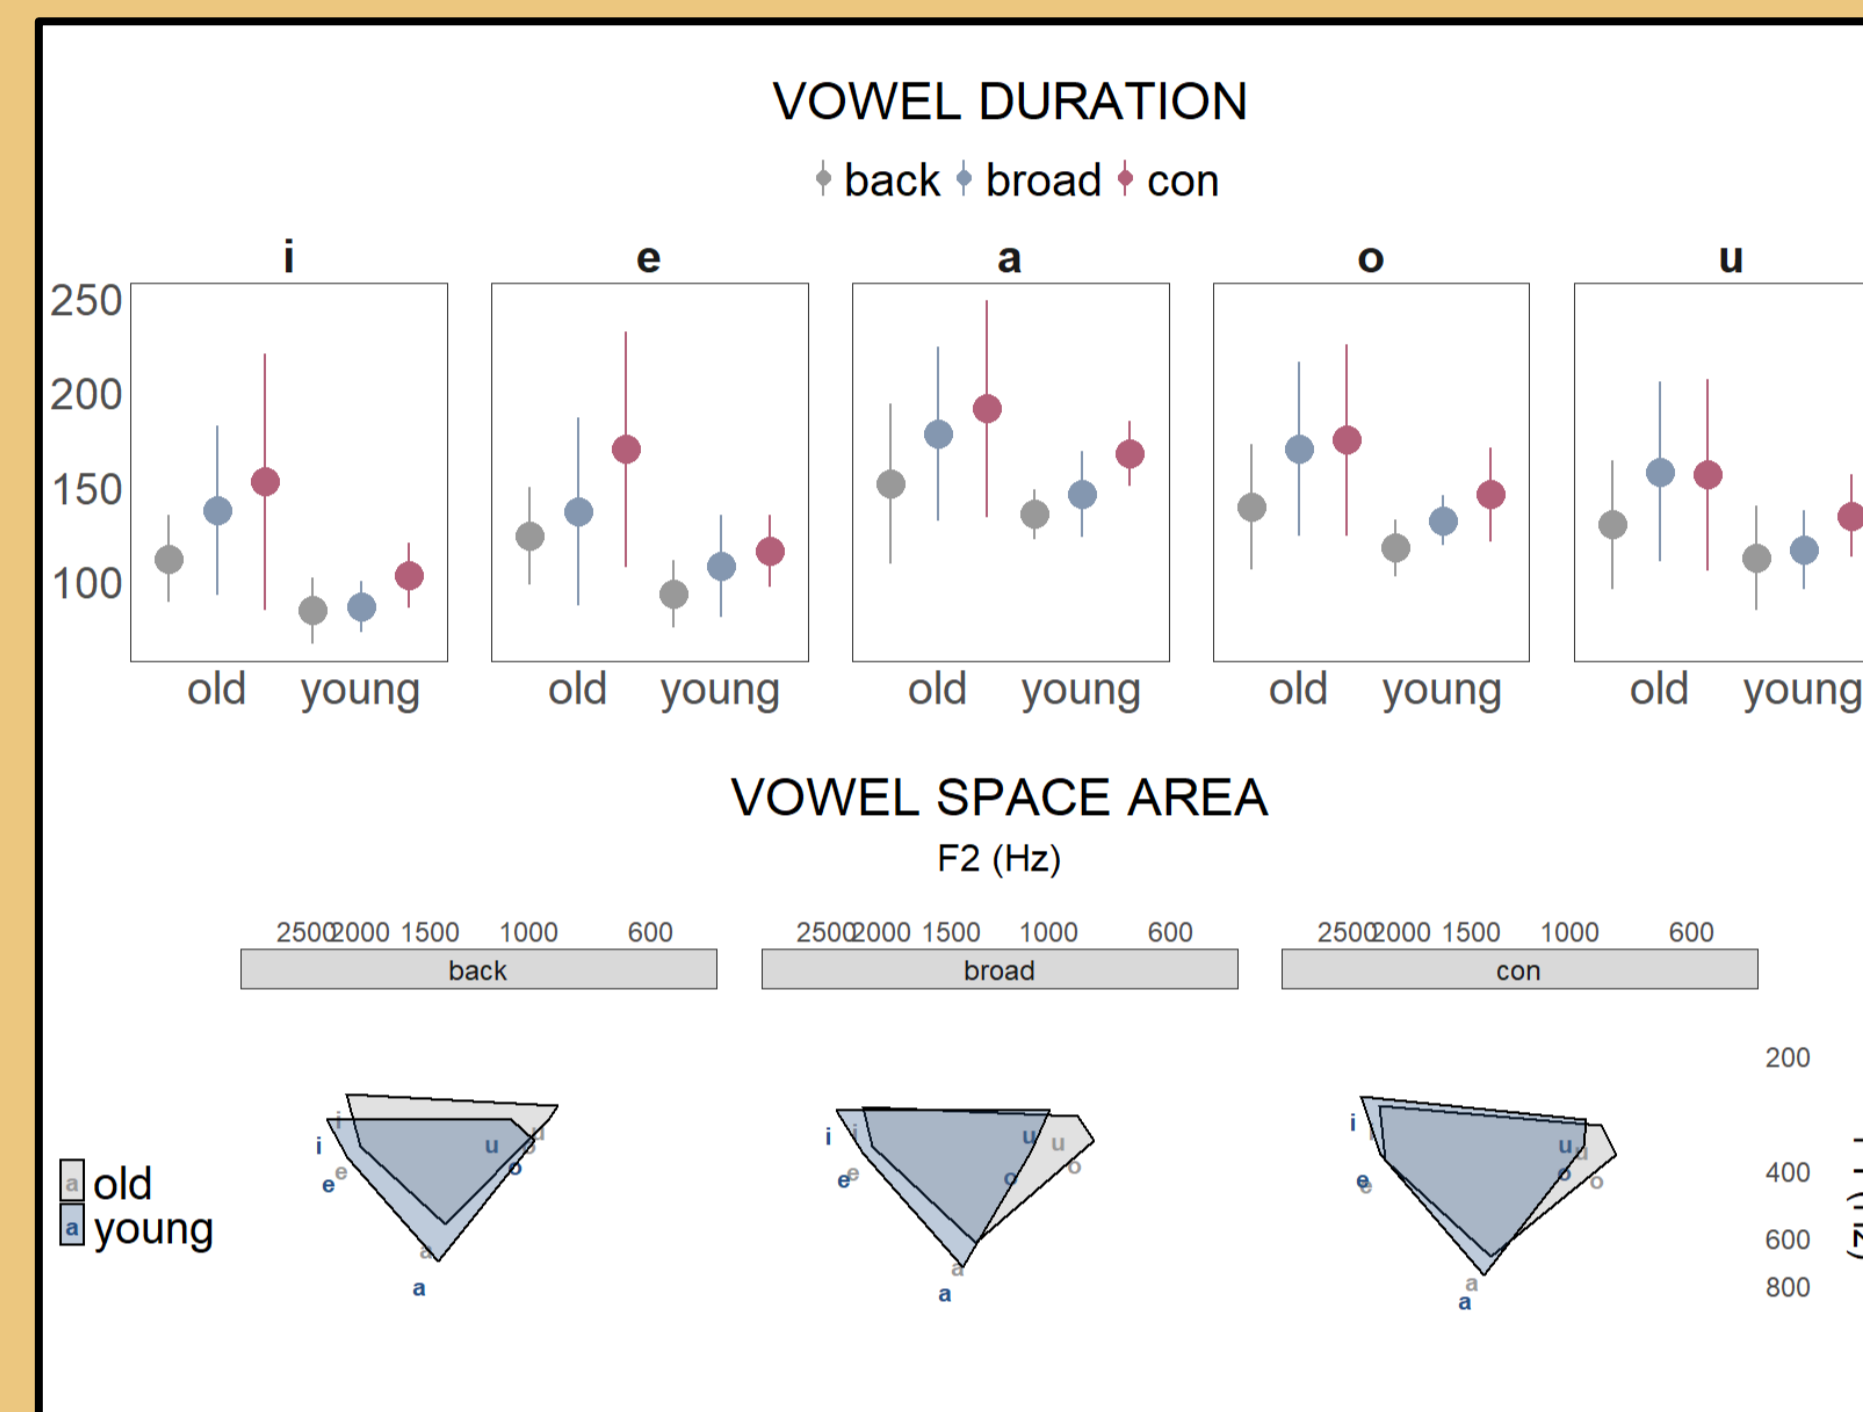 VOWEL DURATION
back broad con
i e a o u
250
200
150
100
old young old young old young old young old young
VOWEL SPACE AREA
F2 (Hz)
2500 2000 1500 1000 600 2500 2000 1500 1000 600 2500 2000 1500 1000 600
back broad con
200
400
600
800
a old
a young
i i e e u u o a a
i i e e u u o o a a
i e e u u o o a a